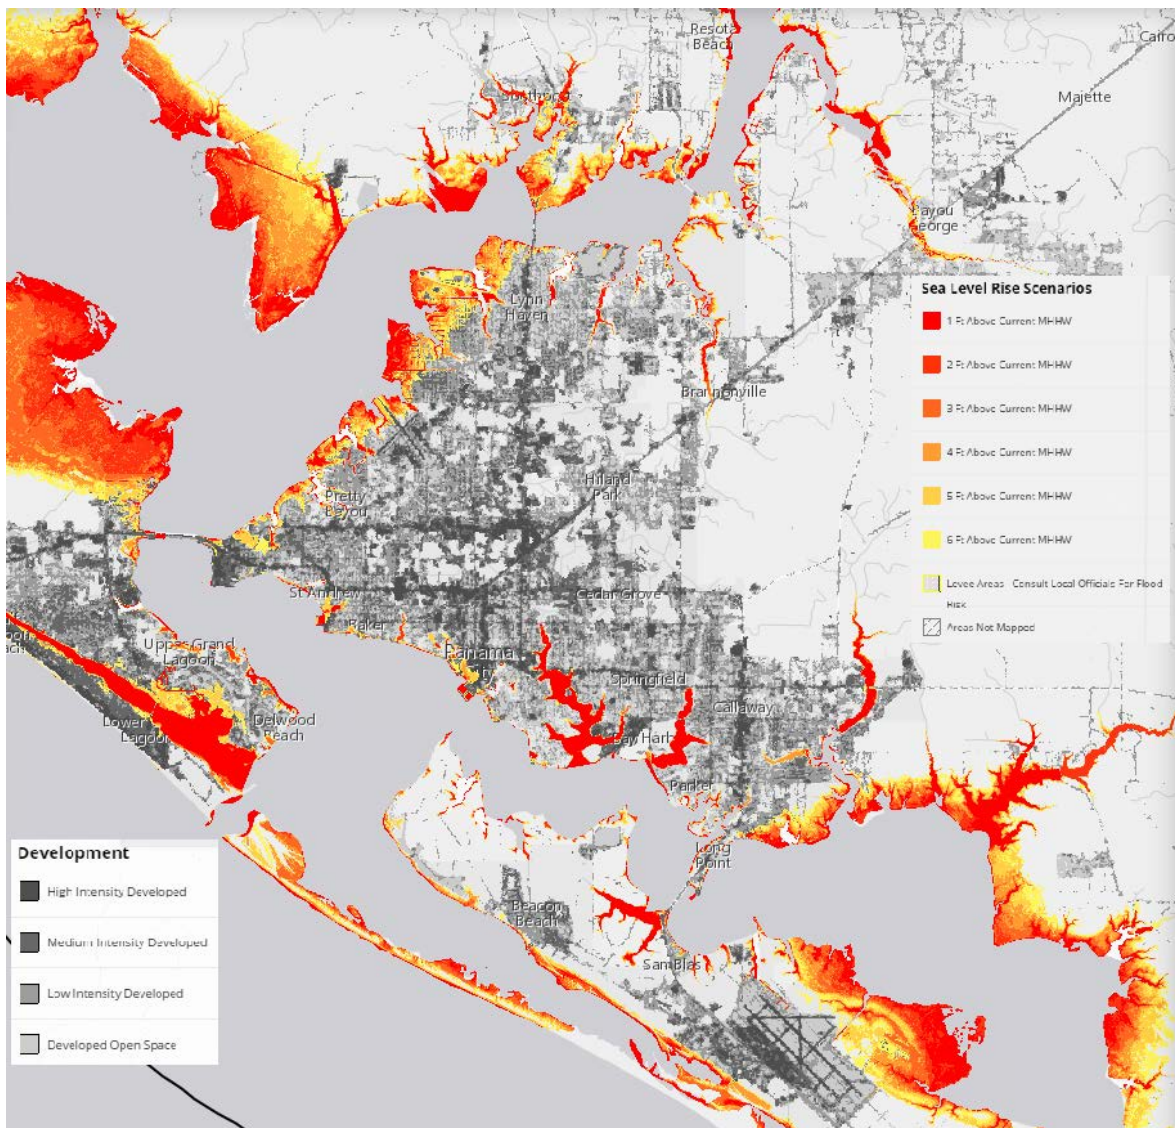 Resota
Beach
Cairo
Majette
Southport
Bayou
George
Sea Level Rise Scenarios
1 Ft Above Current MHHW
2 Ft Above Current MHHW
3 Ft Above Current MHHW
4 Ft Above Current MHHW
5 Ft Above Current MHHW
6 Ft Above Current MHHW
Levee Areas - Consult Local Officials For Flood
Risk
Areas Not Mapped
Lynn
Haven
Brannonville
Hiland
Park
Pretty
Bayou
St Andrew
Cedar Grove
Baker
Upper Grand
Lagoon
Panama
City
Springfield
Callaway
Lower
Lagoon
Delwood
Beach
Bay Harb
Parker
Long
Point
Beacon
Beach
San Blas
Development
High Intensity Developed
Medium Intensity Developed
Low Intensity Developed
Developed Open Space